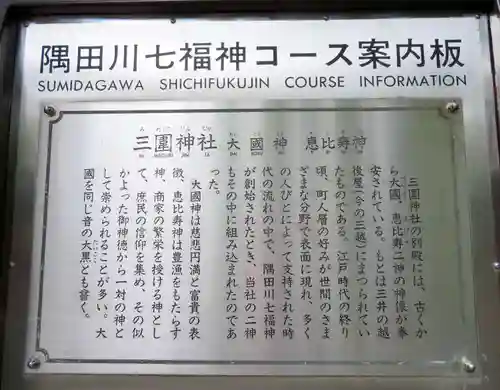 隅田川七福神コース案内板
SUMIDAGAWA SHICHIFUKUJIN COURSE INFORMATION
三圍神社 大國神 恵比寿神
三圍神社の別殿には、古くか
ら大國、恵比寿二神の神像が奉
安されている。もとは三井の越
後屋(今の三越)にまつられてい
たものである。江戸時代の終り
頃、町人層の好みが世間のさま
ざまな分野で表面に現れ、多く
の人びとによって支持された時
代の流れの中で、隅田川七福神
が創始されたとき、当社の二神
もその中に組み込まれたのであ
った。
大國神は慈悲円満と富貴の表
徴、恵比寿神は豊漁をもたらす
神、商家の繁栄を授ける神とし
て、庶民の信仰を集め、その似
かよった御神徳から一対の神と
して崇められることが多い。大
國を同じ音の大黒とも書く。